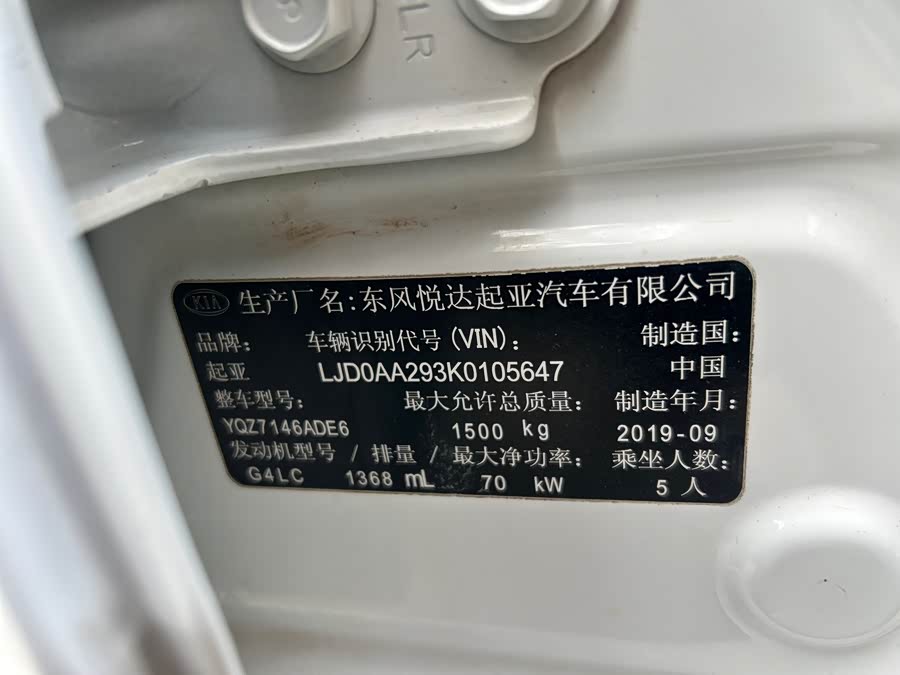 LR
KIA 生产厂名:东风悦达起亚汽车有限公司
品牌: 车辆识别代号(VIN): 制造国:
起亚 LJD0AA293K0105647 中国
整车型号: 最大允许总质量: 制造年月:
YQZ7146ADE6 1500 kg 2019-09
发动机型号 / 排量 / 最大净功率: 乘坐人数:
G4LC 1368 mL 70 kW 5 人